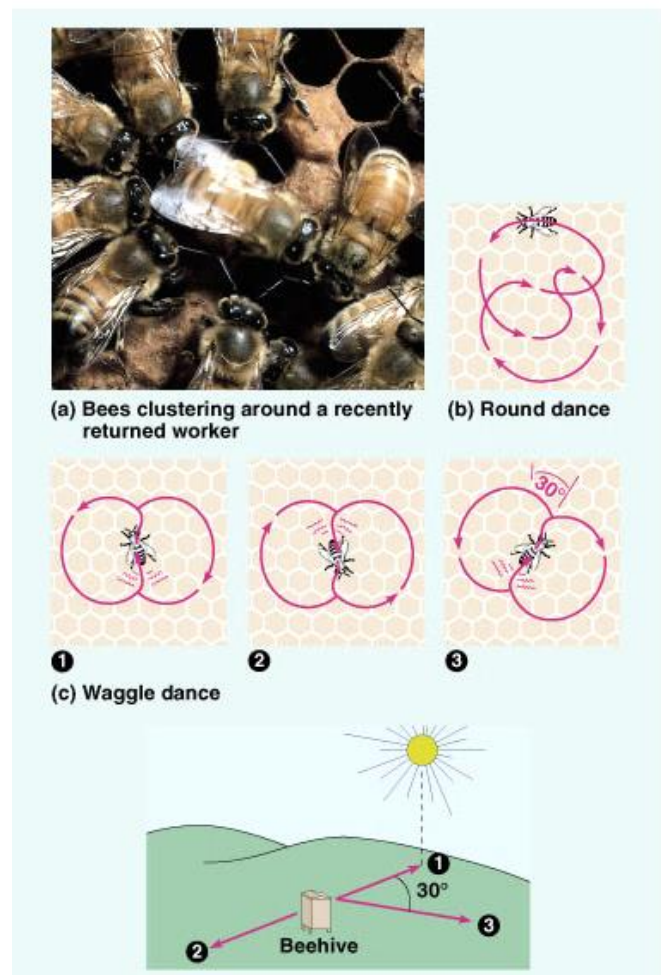 (a) Bees clustering around a recently
returned worker
(b) Round dance
30°
1
2
3
(c) Waggle dance
1
30°
3
2
Beehive